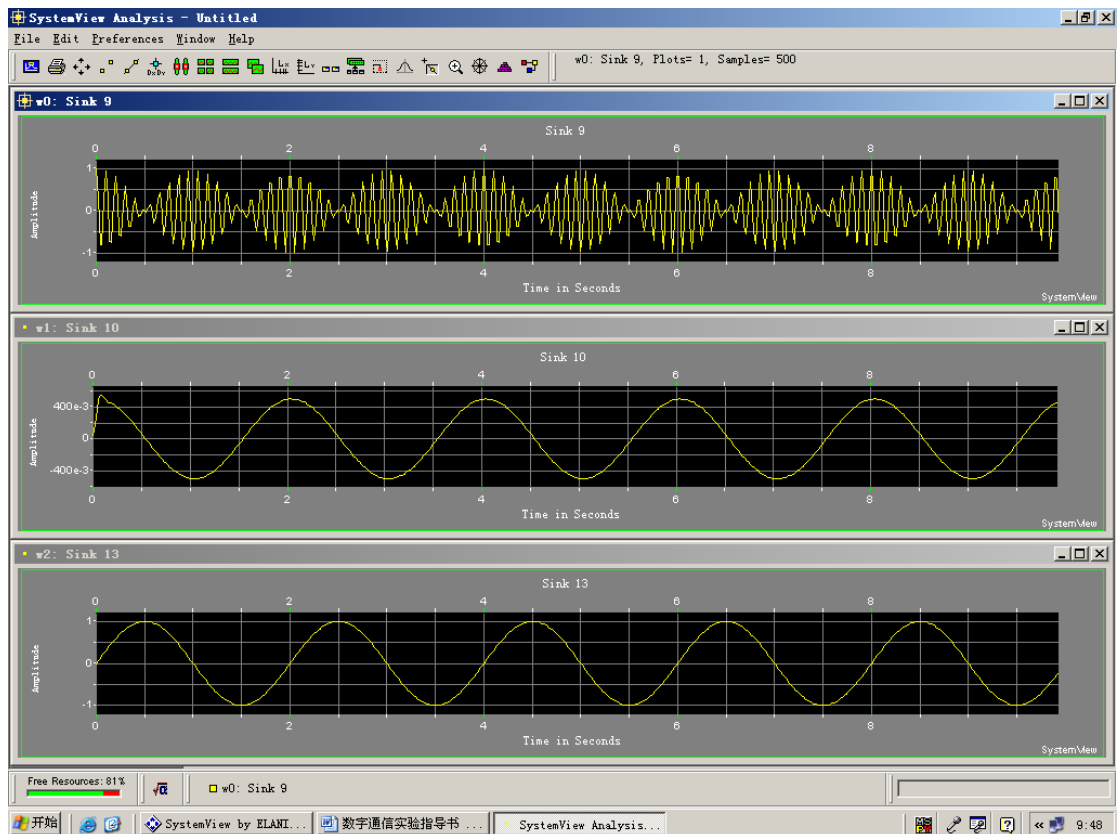 SystemView Analysis - Untitled
File Edit Preferences Window Help
w0: Sink 9, Plots= 1, Samples= 500
w0: Sink 9
Sink 9
0 2 4 6 8
1
0
-1
Amplitude
0 2 4 6 8
Time in Seconds
SystemView
w1: Sink 10
Sink 10
0 2 4 6 8
400e-3
0
-400e-3
Amplitude
0 2 4 6 8
Time in Seconds
SystemView
w2: Sink 13
Sink 13
0 2 4 6 8
1
0
-1
Amplitude
0 2 4 6 8
Time in Seconds
SystemView
Free Resources: 81%
√α
w0: Sink 9
开始
SystemView by ELANI...
数字通信实验指导书 ...
SystemView Analysis...
9:48